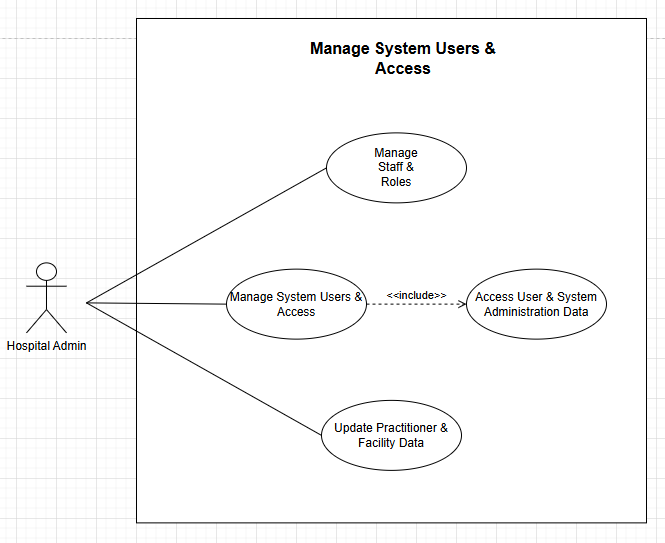 Manage System Users &
Access
Manage
Staff &
Roles
Manage System Users &
Access
<<include>>
Access User & System
Administration Data
Hospital Admin
Update Practitioner &
Facility Data